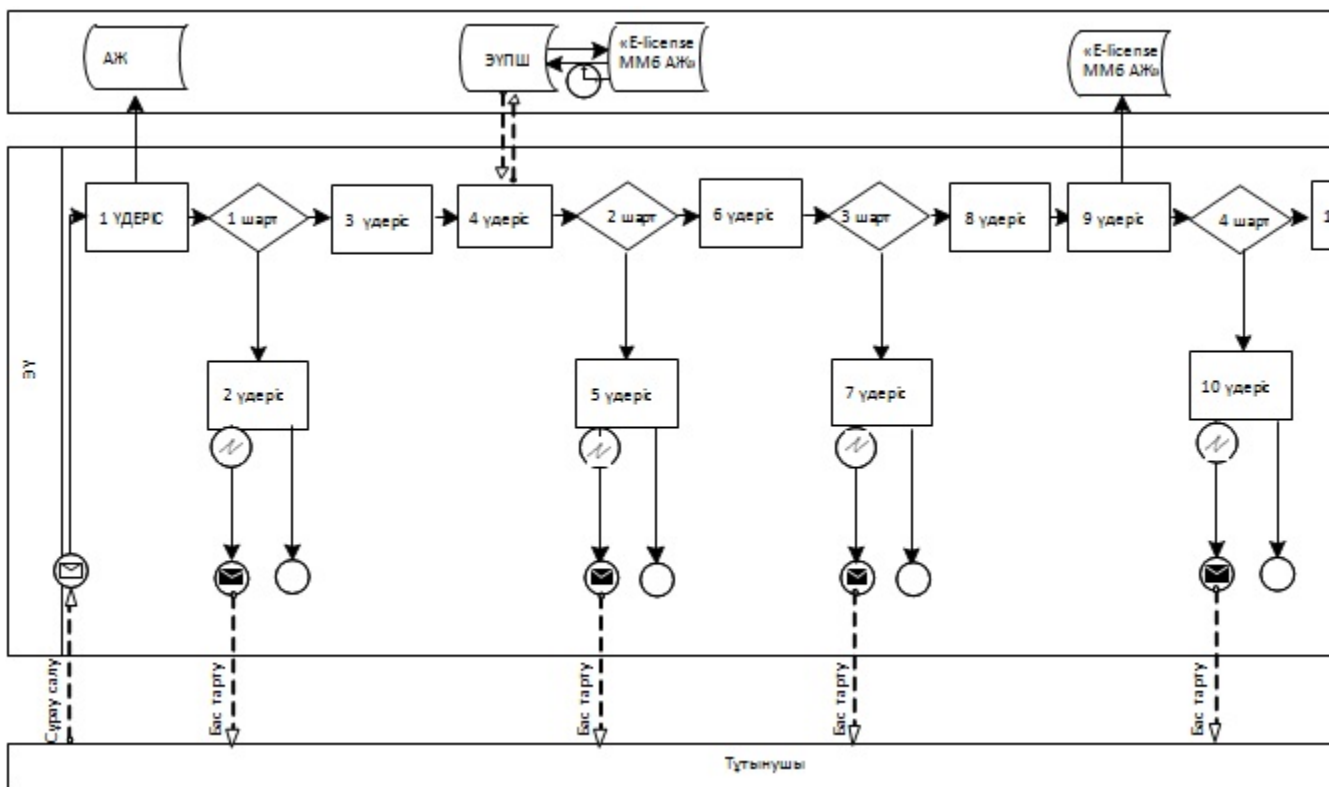 АЖ
ЭҮПШ
«E-license
ММб АЖ»
«E-license
ММб АЖ»
1 ҮДЕРІС
1 шарт
3 үдеріс
4 үдеріс
2 шарт
6 үдеріс
3 шарт
8 үдеріс
9 үдеріс
4 шарт
1
ЭҮ
2 үдеріс
5 үдеріс
7 үдеріс
10 үдеріс
Сұрау салу
Бас тарту
Бас тарту
Бас тарту
Бас тарту
Тұтынушы